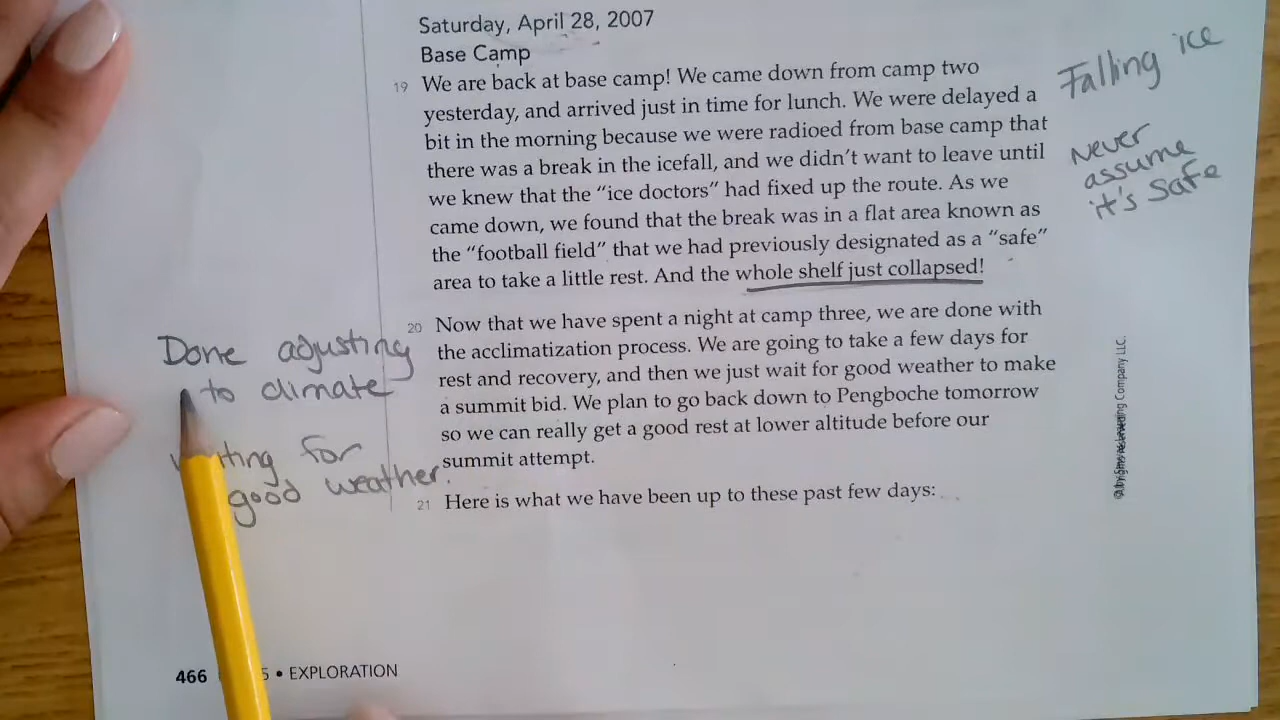 Saturday, April 28, 2007
Base Camp
19 We are back at base camp! We came down from camp two
yesterday, and arrived just in time for lunch. We were delayed a
bit in the morning because we were radioed from base camp that
there was a break in the icefall, and we didn't want to leave until
we knew that the “ice doctors” had fixed up the route. As we
came down, we found that the break was in a flat area known as
the “football field” that we had previously designated as a “safe”
area to take a little rest. And the whole shelf just collapsed!
Falling ice
Never
assume
it's safe
20 Now that we have spent a night at camp three, we are done with
the acclimatization process. We are going to take a few days for
rest and recovery, and then we just wait for good weather to make
a summit bid. We plan to go back down to Pengboche tomorrow
so we can really get a good rest at lower altitude before our
summit attempt.
Done adjusting
to climate
for
good weather.
21 Here is what we have been up to these past few days:
466
5 • EXPLORATION
Company LLC.